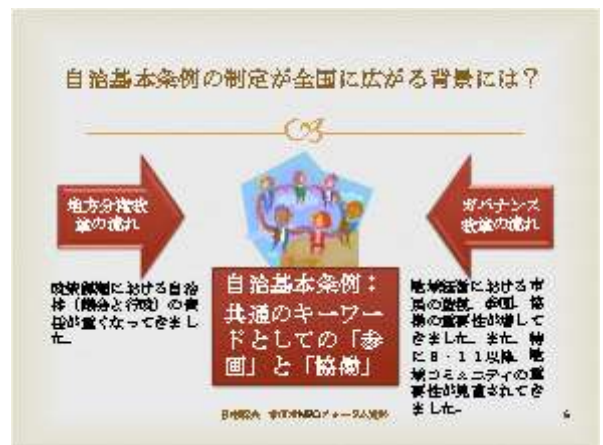 自治基本条例の制定が全国に広がる背景には？
地方分権改
革の流れ
ガバナンス
改革の流れ
政策課題における自治
体（議会と行政）の責
任が重くなってきまし
た。
自治基本条例：
共通のキーワー
ドとしての「参
画」と「協働」
地域経営における市
民の参画、協
働の重要性が増して
きました。また、特
に３・１１以降、地
域コミュニティの重
要性が見直されてき
ました。
6